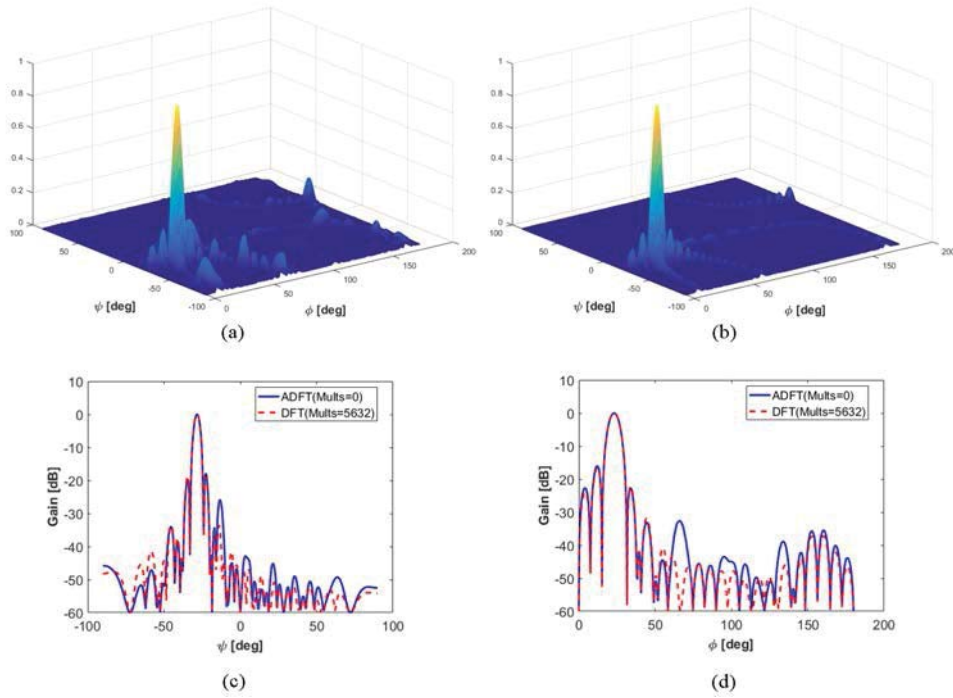 1
0.8
0.6
0.4
0.2
0
100
50
0
-50
-100
ψ [deg]
0
50
100
150
200
ϕ [deg]
(a)
1
0.8
0.6
0.4
0.2
0
100
50
0
-50
-100
ψ [deg]
0
50
100
150
200
ϕ [deg]
(b)
10
0
-10
-20
-30
-40
-50
-60
Gain [dB]
ADFT(Mults=0)
DFT(Mults=5632)
-100 -50 0 50 100
ψ [deg]
(c)
10
0
-10
-20
-30
-40
-50
-60
Gain [dB]
ADFT(Mults=0)
DFT(Mults=5632)
0 50 100 150 200
ϕ [deg]
(d)